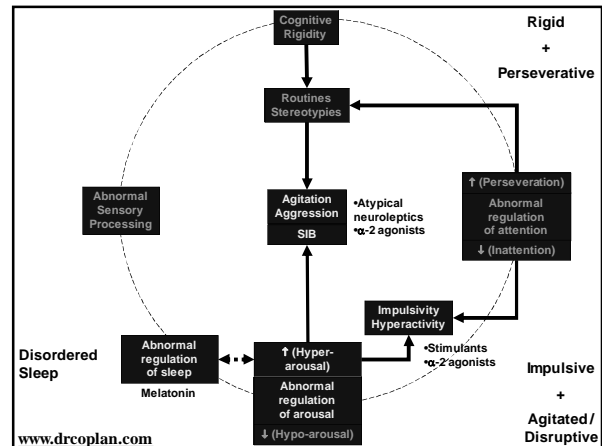 Cognitive
Rigidity
Rigid
+
Perseverative
Routines
Stereotypies
Abnormal
Sensory
Processing
Agitation
Aggression
SIB
•Atypical
neuroleptics
•α-2 agonists
↑ (Perseveration)
Abnormal
regulation
of attention
↓ (Inattention)
Impulsivity
Hyperactivity
•Stimulants
•α-2 agonists
Disordered
Sleep
Abnormal
regulation
of sleep
Melatonin
↑ (Hyper-
arousal)
Abnormal
regulation
of arousal
↓ (Hypo-arousal)
Impulsive
+
Agitated/
Disruptive
www.drcoplan.com